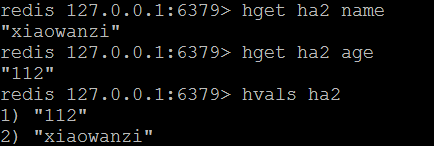 redis 127.0.0.1:6379> hget ha2 name
"xiaowanzi"
redis 127.0.0.1:6379> hget ha2 age
"112"
redis 127.0.0.1:6379> hvals ha2
1) "112"
2) "xiaowanzi"